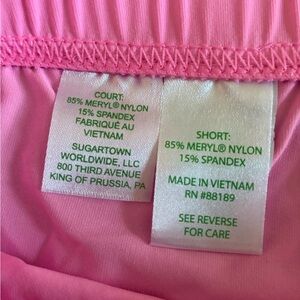 COURT:
85% MERYL® NYLON
15% SPANDEX
FABRIQUÉ AU
VIETNAM
SUGARTOWN
WORLDWIDE, LLC
800 THIRD AVENUE
KING OF PRUSSIA, PA
SHORT:
85% MERYL® NYLON
15% SPANDEX
MADE IN VIETNAM
RN #88189
SEE REVERSE
FOR CARE